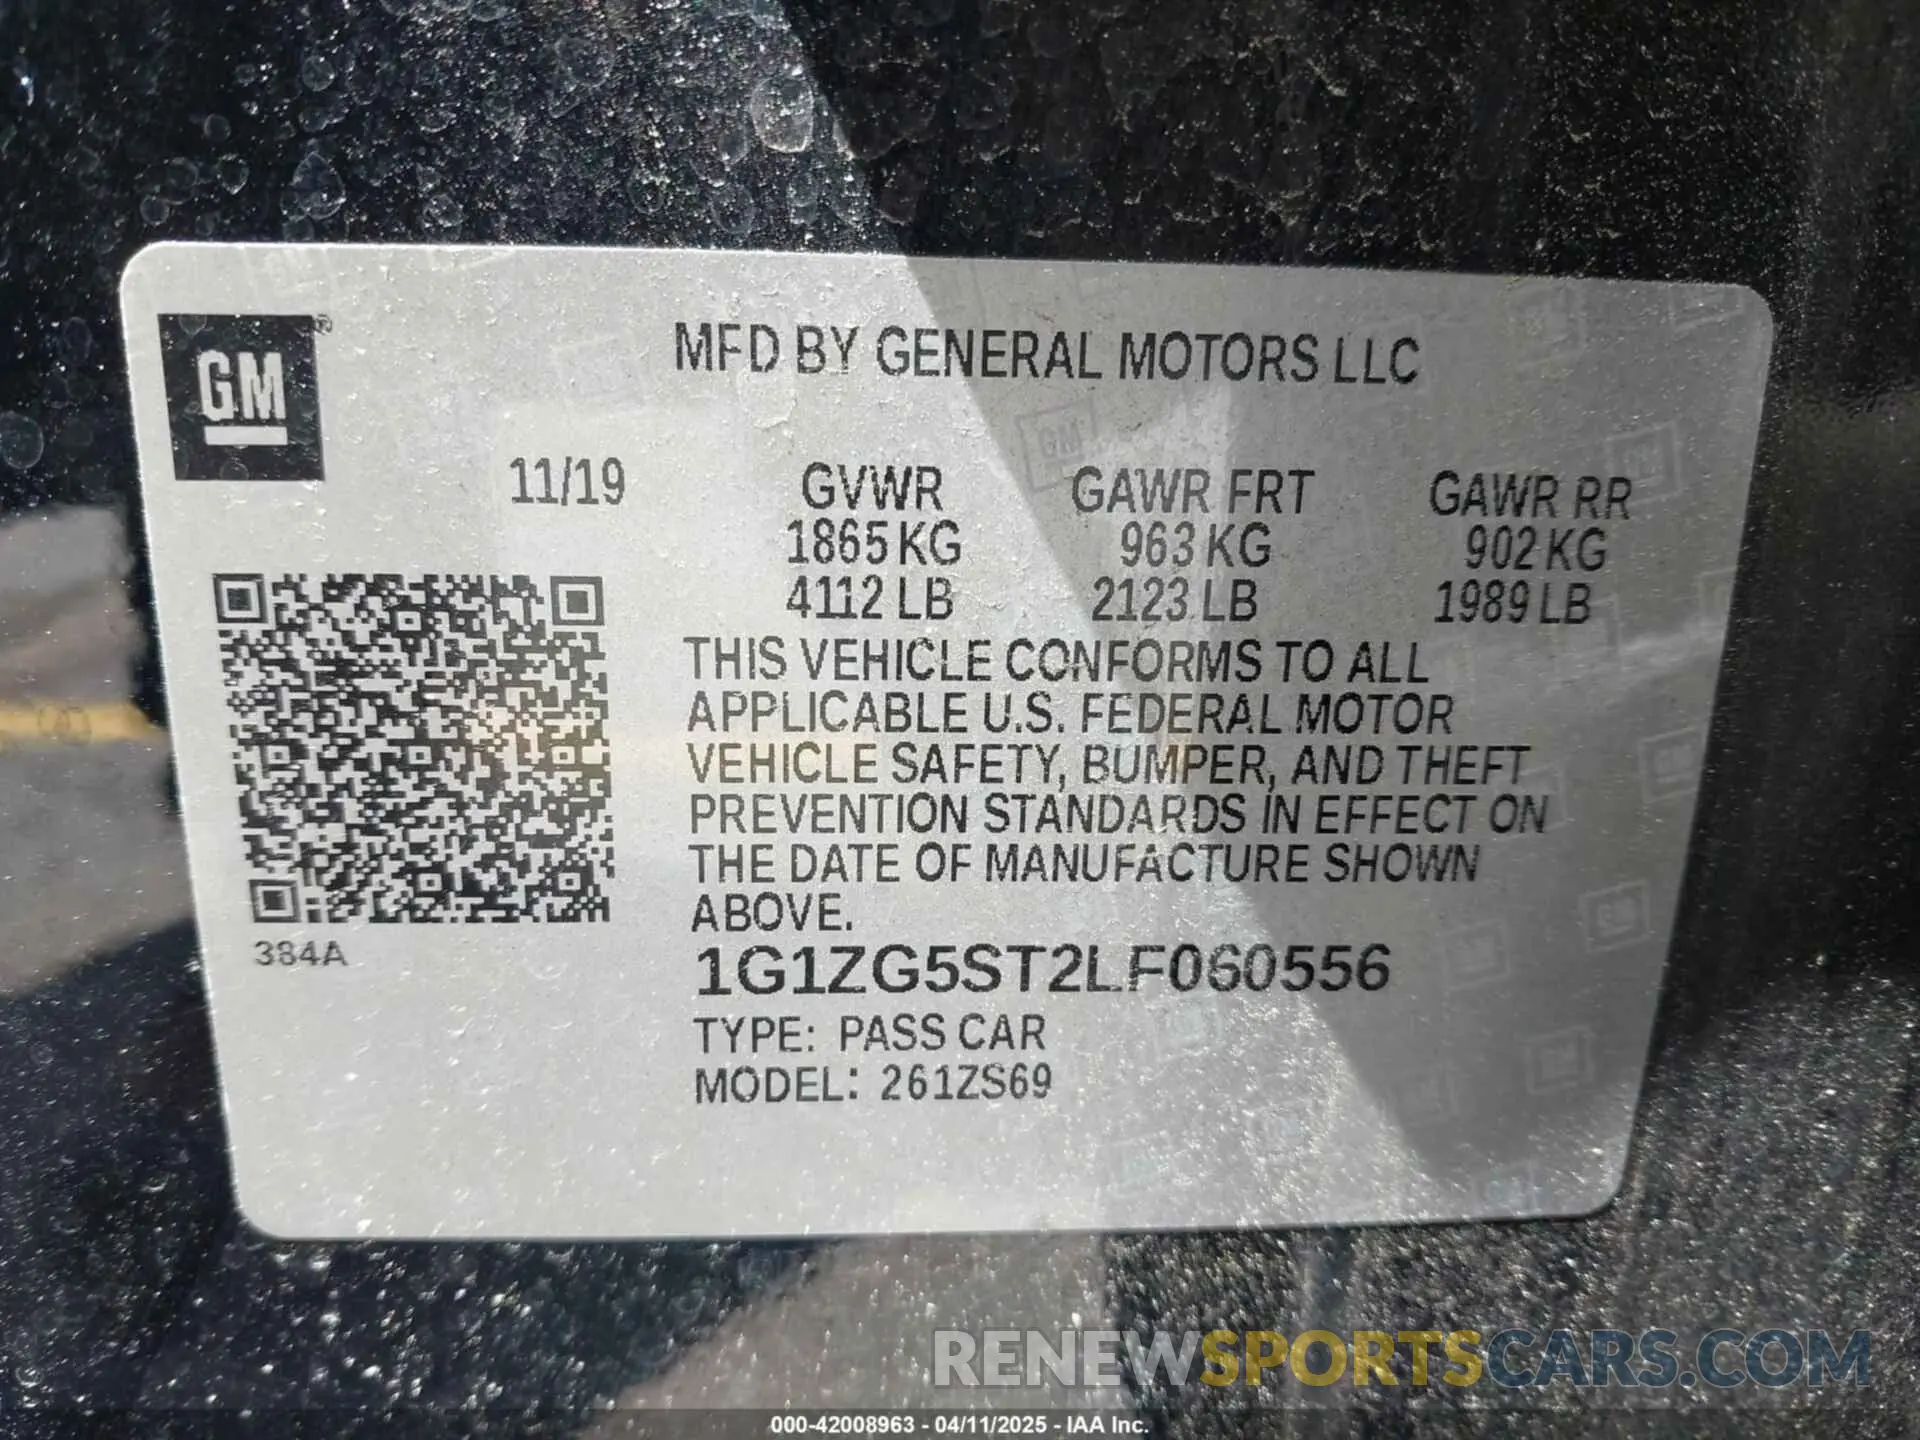 GM®
MFD BY GENERAL MOTORS LLC
11/19 GVWR GAWR FRT GAWR RR
1865 KG 963 KG 902 KG
4112 LB 2123 LB 1989 LB
THIS VEHICLE CONFORMS TO ALL
APPLICABLE U.S. FEDERAL MOTOR
VEHICLE SAFETY, BUMPER, AND THEFT
PREVENTION STANDARDS IN EFFECT ON
THE DATE OF MANUFACTURE SHOWN
ABOVE.
384A
1G1ZG5ST2LF060556
TYPE: PASS CAR
MODEL: 261ZS69
RENEWSPORTSCARS.COM
000-42008963 - 04/11/2025 - IAA Inc.